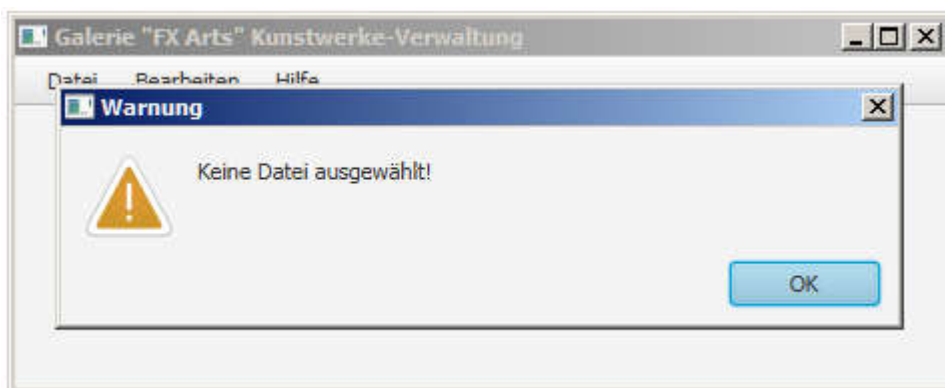 Galerie "FX Arts" Kunstwerke-Verwaltung
Datei Bearbeiten Hilfe
Warnung
Keine Datei ausgewählt!
OK